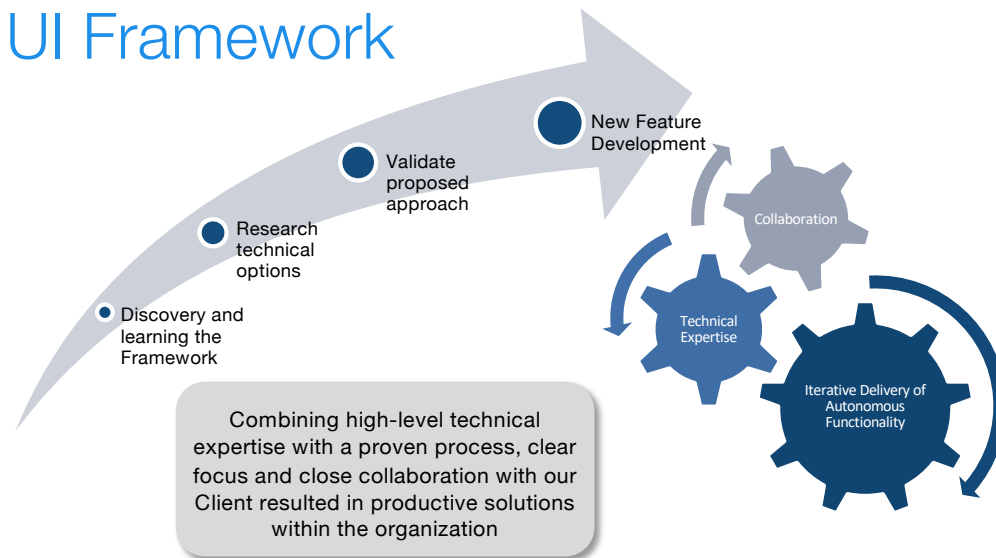 UI Framework
New Feature
Development
Validate
proposed
approach
Research
technical
options
Discovery and
learning the
Framework
Collaboration
Technical
Expertise
Iterative Delivery of
Autonomous
Functionality
Combining high-level technical
expertise with a proven process, clear
focus and close collaboration with our
Client resulted in productive solutions
within the organization